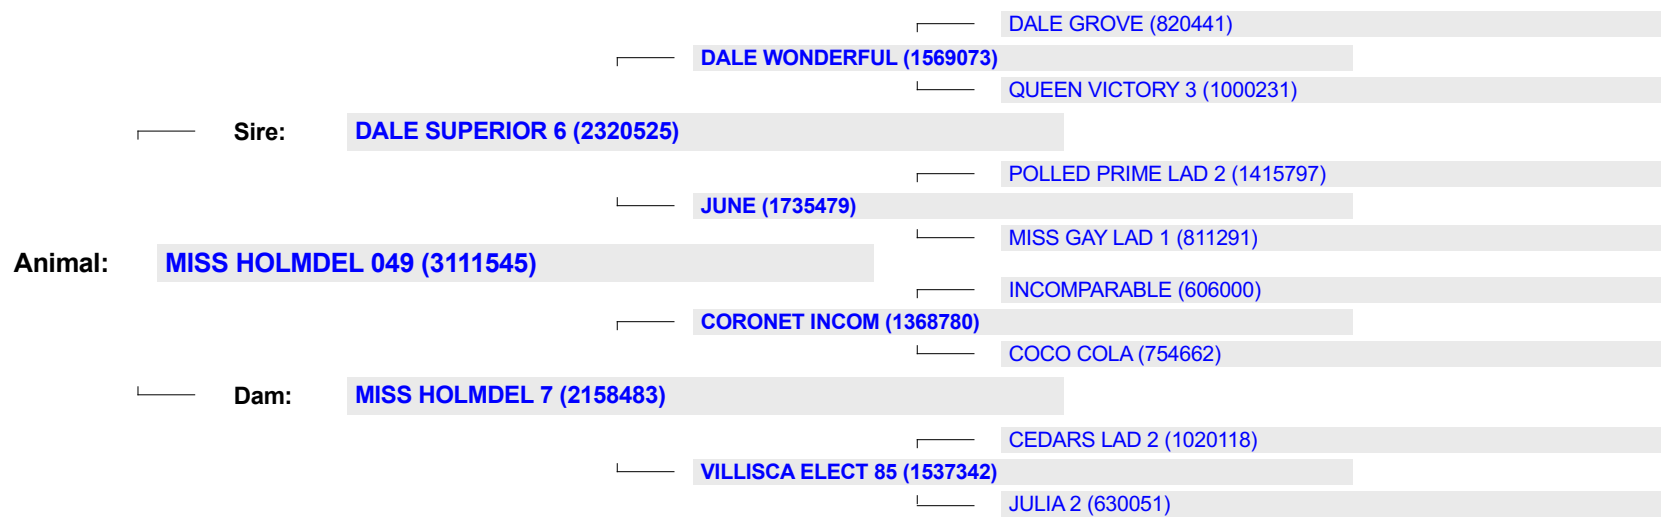 DALE GROVE (820441)
DALE WONDERFUL (1569073)
QUEEN VICTORY 3 (1000231)
Sire: DALE SUPERIOR 6 (2320525)
POLLED PRIME LAD 2 (1415797)
JUNE (1735479)
MISS GAY LAD 1 (811291)
Animal: MISS HOLMDEL 049 (3111545)
INCOMPARABLE (606000)
CORONET INCOM (1368780)
COCO COLA (754662)
Dam: MISS HOLMDEL 7 (2158483)
CEDARS LAD 2 (1020118)
VILLISCA ELECT 85 (1537342)
JULIA 2 (630051)